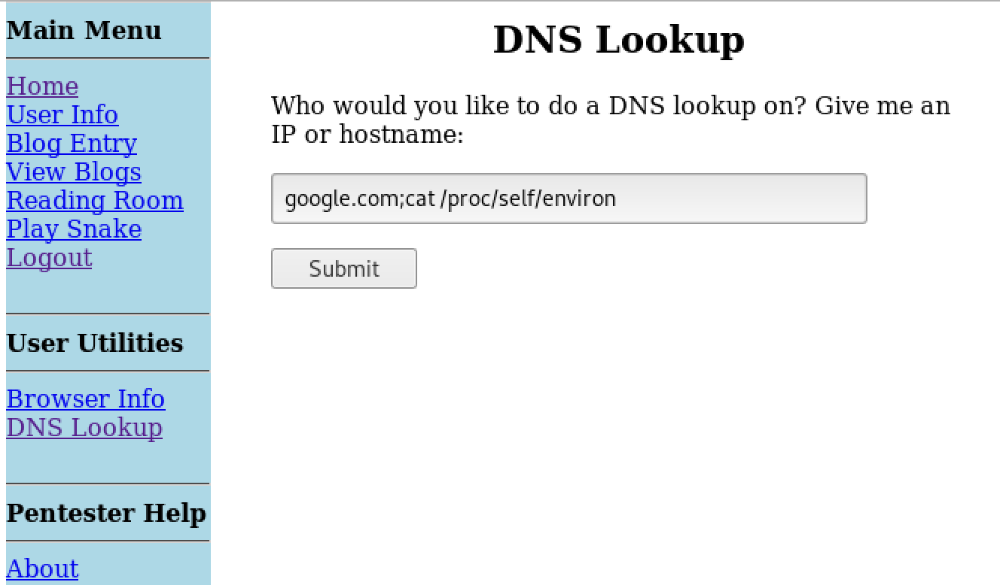 Main Menu
Home
User Info
Blog Entry
View Blogs
Reading Room
Play Snake
Logout
User Utilities
Browser Info
DNS Lookup
Pentester Help
About
DNS Lookup
Who would you like to do a DNS lookup on? Give me an
IP or hostname:
google.com;cat /proc/self/environ
Submit